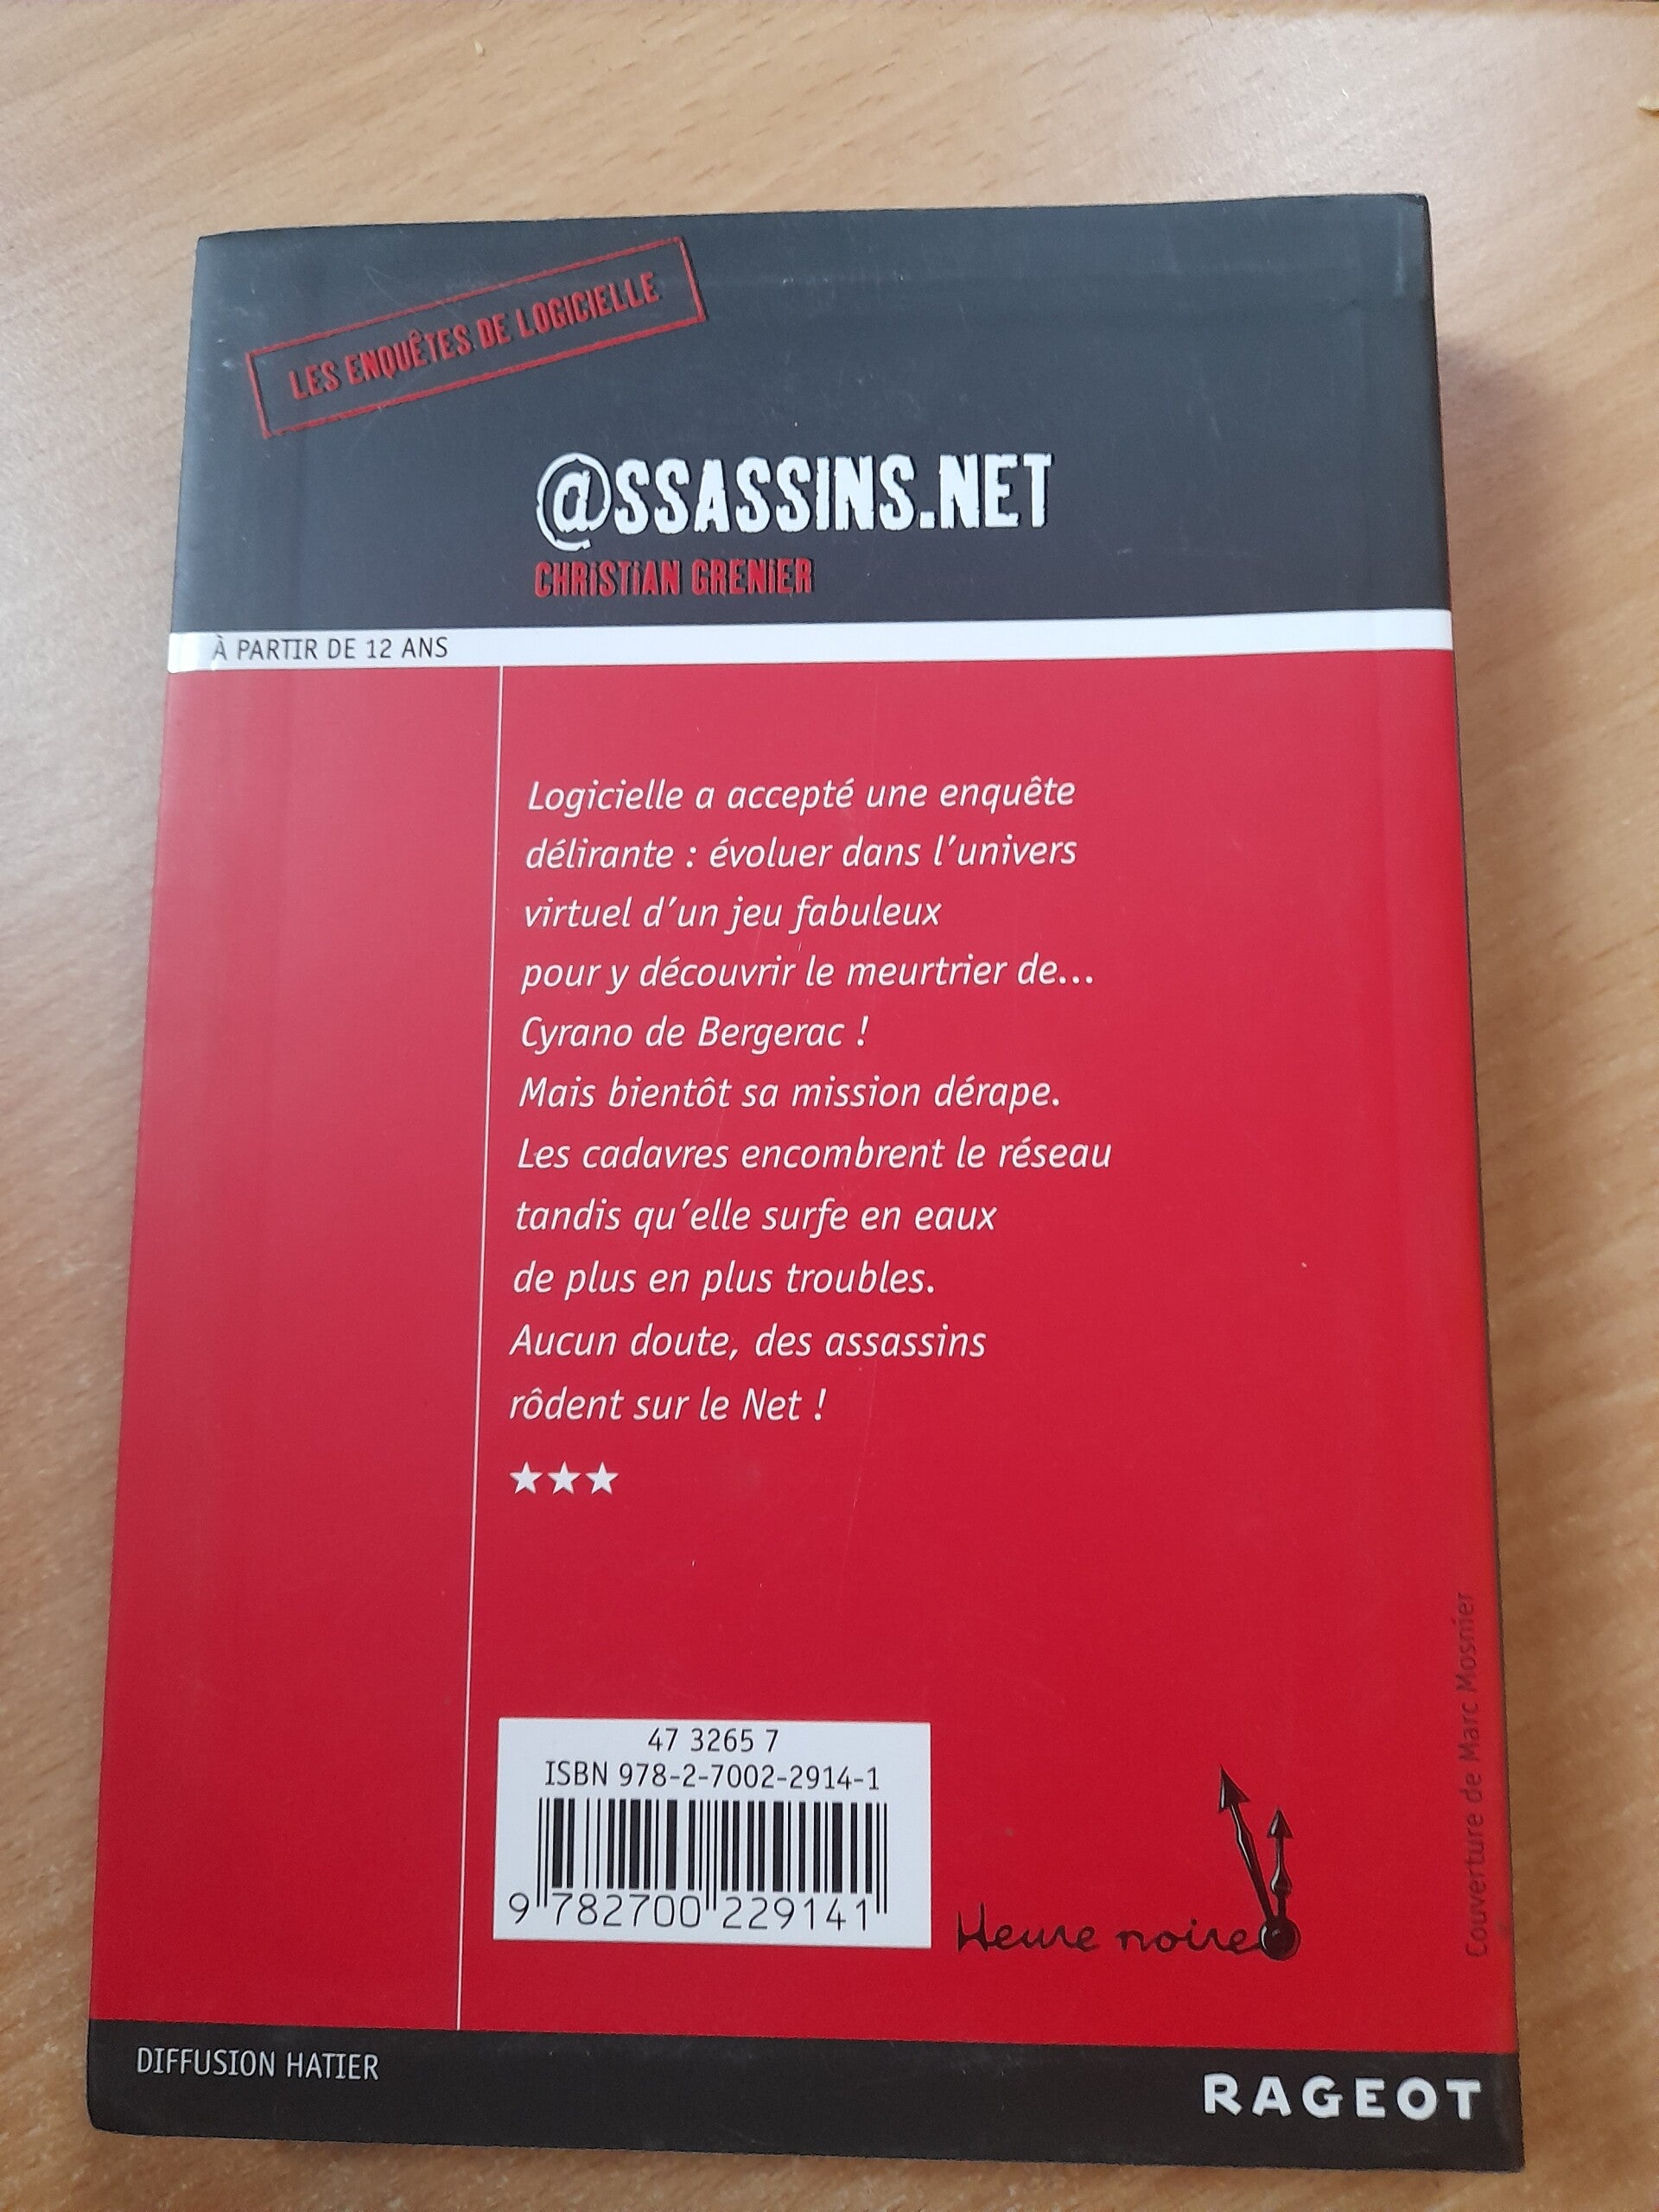 LES ENQUÊTES DE LOGICIELLE
@SSASSINS.NET
CHRiSTiAN GRENiER
À PARTIR DE 12 ANS
Logicielle a accepté une enquête
délirante : évoluer dans l'univers
virtuel d'un jeu fabuleux
pour y découvrir le meurtrier de...
Cyrano de Bergerac !
Mais bientôt sa mission dérape.
Les cadavres encombrent le réseau
tandis qu'elle surfe en eaux
de plus en plus troubles.
Aucun doute, des assassins
rôdent sur le Net !
★★★
47 3265 7
ISBN 978-2-7002-2914-1
9 782700 229141
Heure noire
Couverture de Marc Mosnier
DIFFUSION HATIER
RAGEOT